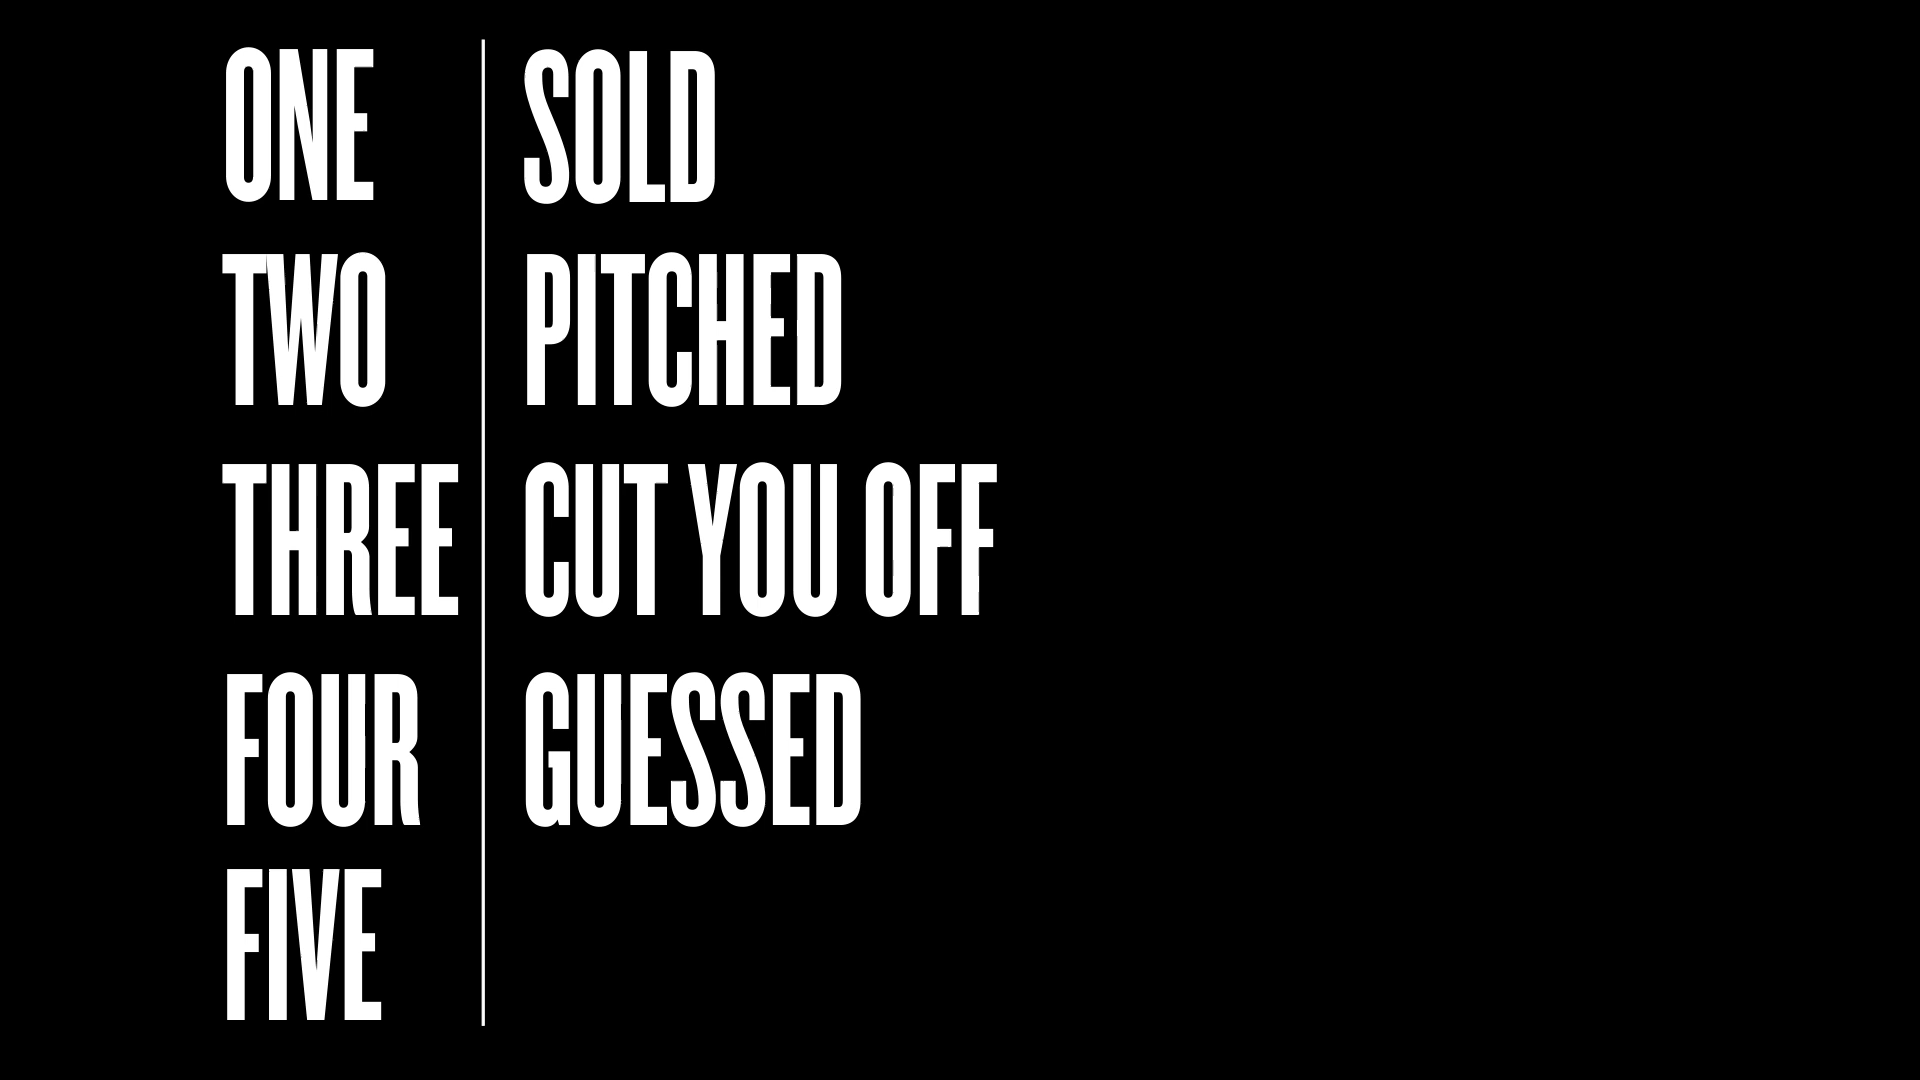 ONE SOLD
TWO PITCHED
THREE CUT YOU OFF
FOUR GUESSED
FIVE